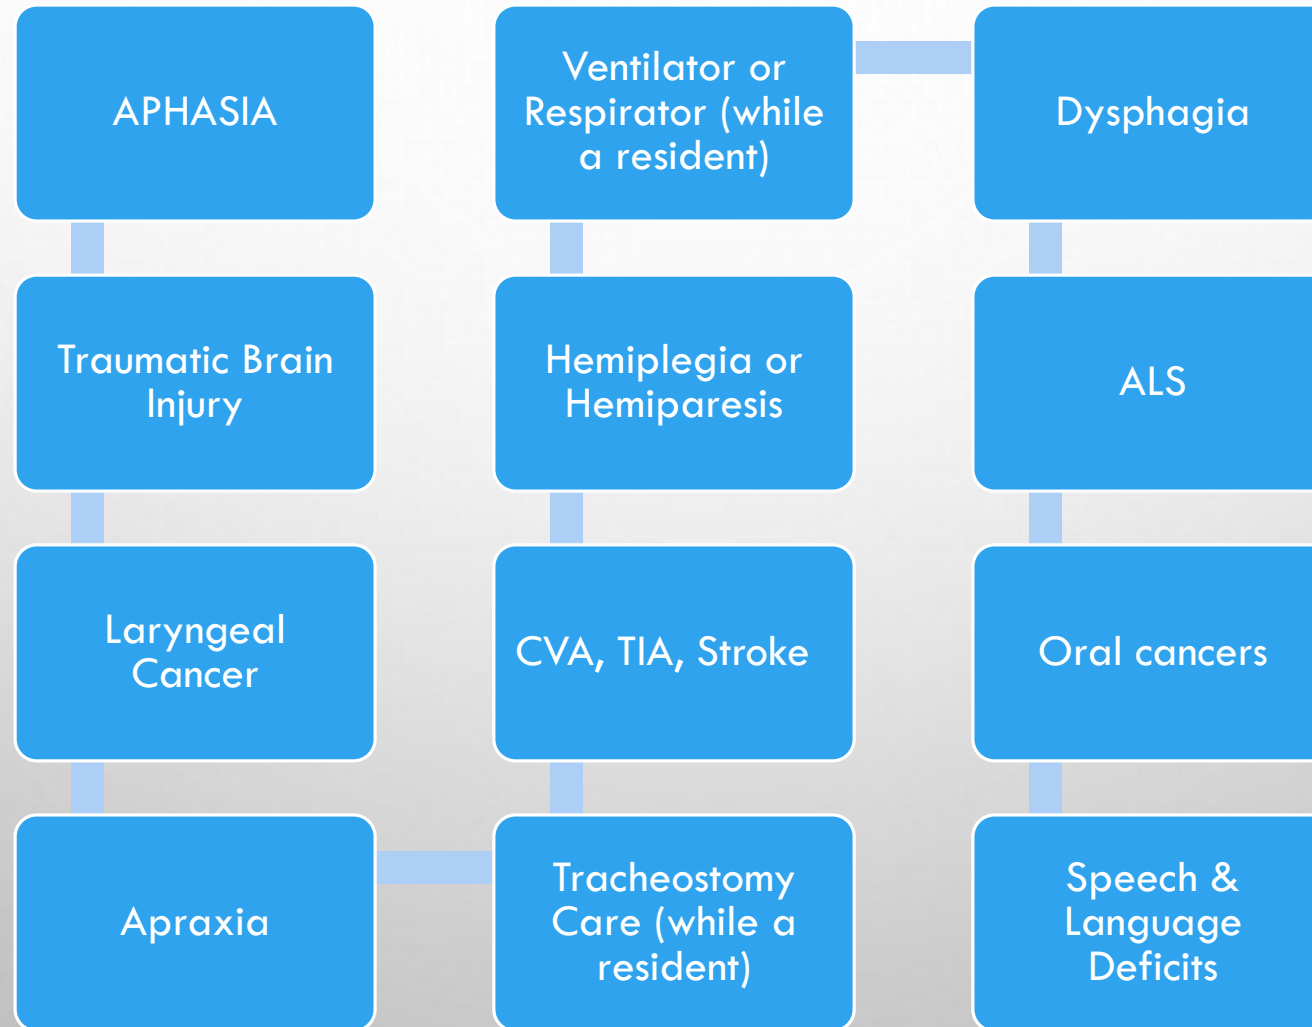 APHASIA
Traumatic Brain
Injury
Laryngeal
Cancer
Apraxia
Tracheostomy
Care (while a
resident)
CVA, TIA, Stroke
Hemiplegia or
Hemiparesis
Ventilator or
Respirator (while
a resident)
Dysphagia
ALS
Oral cancers
Speech &
Language
Deficits